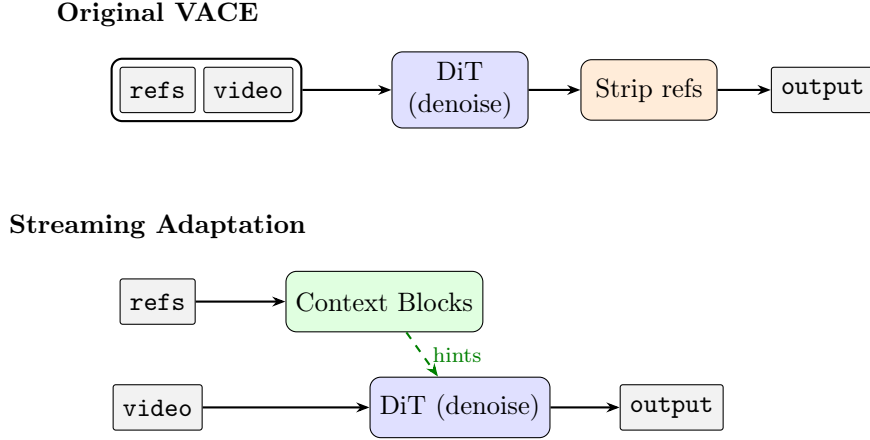 Original VACE
refs video
DiT
(denoise)
Strip refs
output
Streaming Adaptation
refs
Context Blocks
hints
video
DiT (denoise)
output